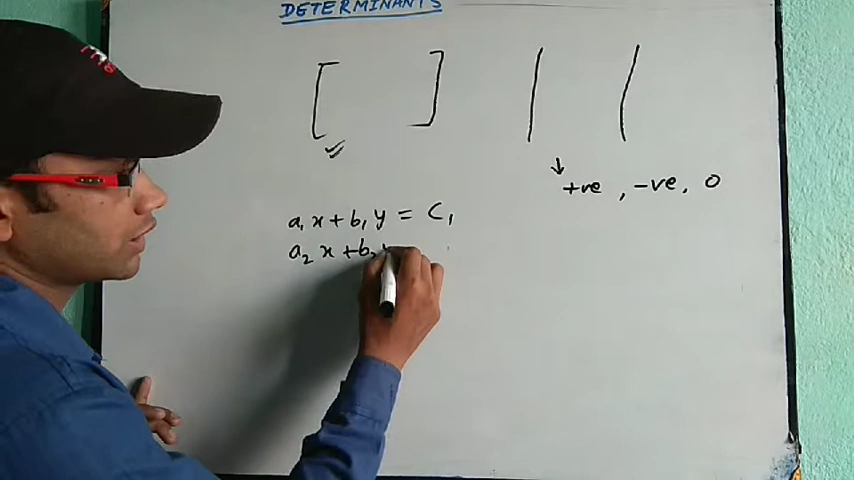 DETERMINANTS
[ ] | |
+ve, -ve, 0
a₁x + b₁y = C₁
a₂x + b₂